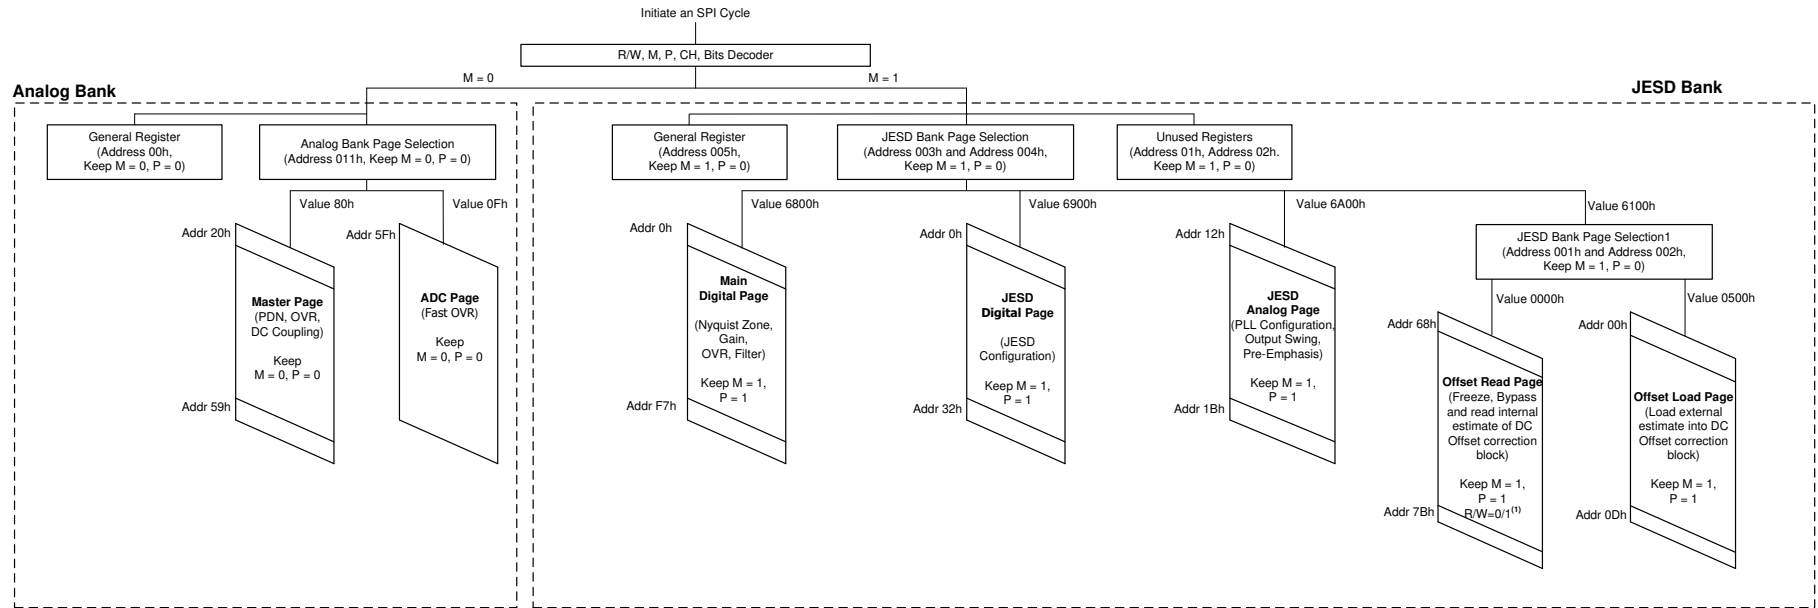 Initiate an SPI Cycle
R/W, M, P, CH, Bits Decoder
M = 0
M = 1
Analog Bank
JESD Bank
General Register
(Address 00h,
Keep M = 0, P = 0)
Analog Bank Page Selection
(Address 011h, Keep M = 0, P = 0)
General Register
(Address 005h,
Keep M = 1, P = 0)
JESD Bank Page Selection
(Address 003h and Address 004h,
Keep M = 1, P = 0)
Unused Registers
(Address 01h, Address 02h.
Keep M = 1, P = 0)
Value 80h
Value 0Fh
Value 6800h
Value 6900h
Value 6A00h
Value 6100h
Addr 20h
Master Page
(PDN, OVR,
DC Coupling)
Keep
M = 0, P = 0
Addr 59h
Addr 5Fh
ADC Page
(Fast OVR)
Keep
M = 0, P = 0
Addr 0h
Main
Digital Page
(Nyquist Zone,
Gain,
OVR, Filter)
Keep M = 1,
P = 1
Addr F7h
Addr 0h
JESD
Digital Page
(JESD
Configuration)
Keep M = 1,
P = 1
Addr 32h
Addr 12h
JESD
Analog Page
(PLL Configuration,
Output Swing,
Pre-Emphasis)
Keep M = 1,
P = 1
Addr 1Bh
JESD Bank Page Selection1
(Address 001h and Address 002h,
Keep M = 1, P = 0)
Value 0000h
Value 0500h
Addr 68h
Offset Read Page
(Freeze, Bypass
and read internal
estimate of DC
Offset correction
block)
Keep M = 1,
P = 1
R/W=0/1(1)
Addr 7Bh
Addr 00h
Offset Load Page
(Load external
estimate into DC
Offset correction
block)
Keep M = 1,
P = 1
Addr 0Dh